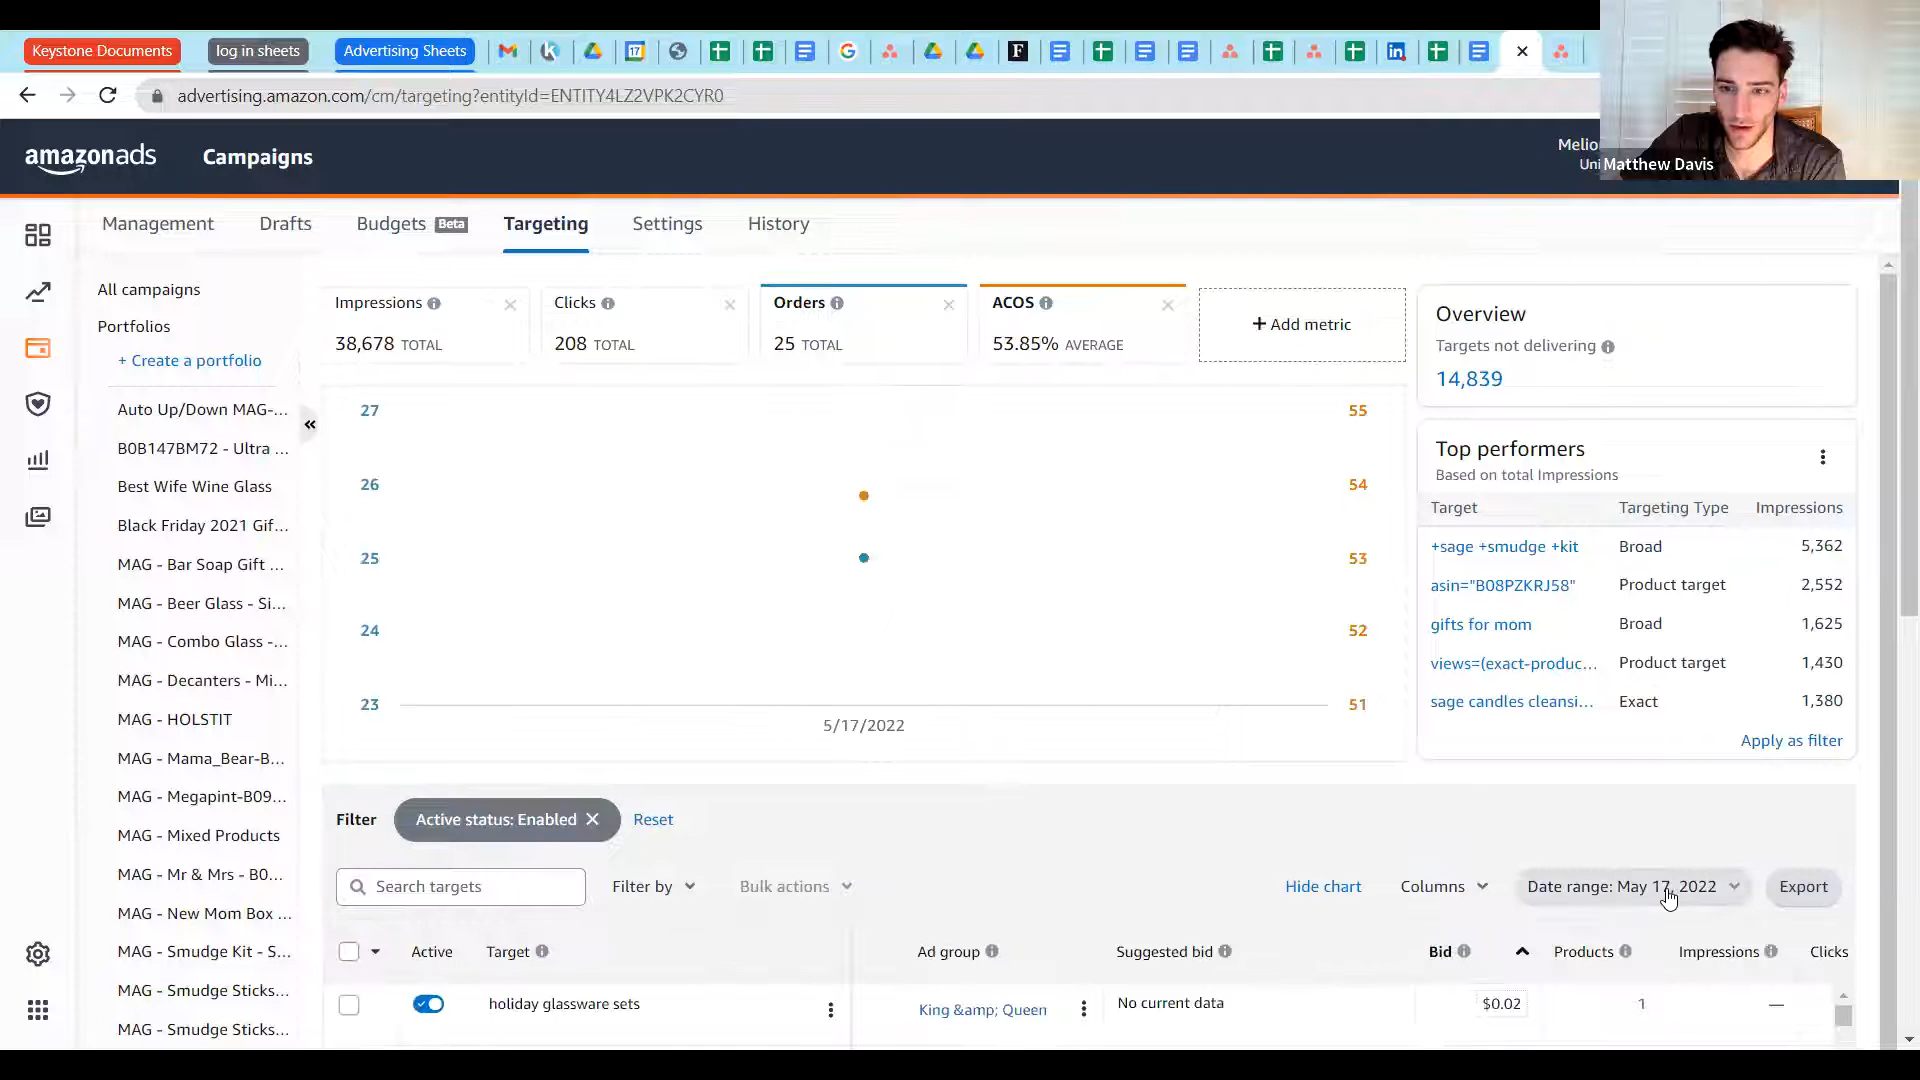 Keystone Documents
log in sheets
Advertising Sheets
17
F
in
advertising.amazon.com/cm/targeting?entityId=ENTITY4LZ2VPK2CYR0
amazonads
Campaigns
Melio
Uni
Matthew Davis
Management
Drafts
Budgets Beta
Targeting
Settings
History
All campaigns
Portfolios
+ Create a portfolio
Auto Up/Down MAG-...
B0B147BM72 - Ultra ...
Best Wife Wine Glass
Black Friday 2021 Gif...
MAG - Bar Soap Gift ...
MAG - Beer Glass - Si...
MAG - Combo Glass -...
MAG - Decanters - Mi...
MAG - HOLSTIT
MAG - Mama_Bear-B...
MAG - Megapint-B09...
MAG - Mixed Products
MAG - Mr & Mrs - B0...
MAG - New Mom Box ...
MAG - Smudge Kit - S...
MAG - Smudge Sticks...
MAG - Smudge Sticks...
«
Impressions
38,678 TOTAL
Clicks
208 TOTAL
Orders
25 TOTAL
ACOS
53.85% AVERAGE
+ Add metric
27
26
25
24
23
55
54
53
52
51
5/17/2022
Overview
Targets not delivering
14,839
Top performers
Based on total Impressions
Target Targeting Type Impressions
+sage +smudge +kit Broad 5,362
asin="B08PZKRJ58" Product target 2,552
gifts for mom Broad 1,625
views=(exact-produc... Product target 1,430
sage candles cleansi... Exact 1,380
Apply as filter
Filter
Active status: Enabled
Reset
Search targets
Filter by
Bulk actions
Hide chart
Columns
Date range: May 17, 2022
Export
Active Target Ad group Suggested bid Bid Products Impressions Clicks
holiday glassware sets King &amp; Queen No current data $0.02 1 —